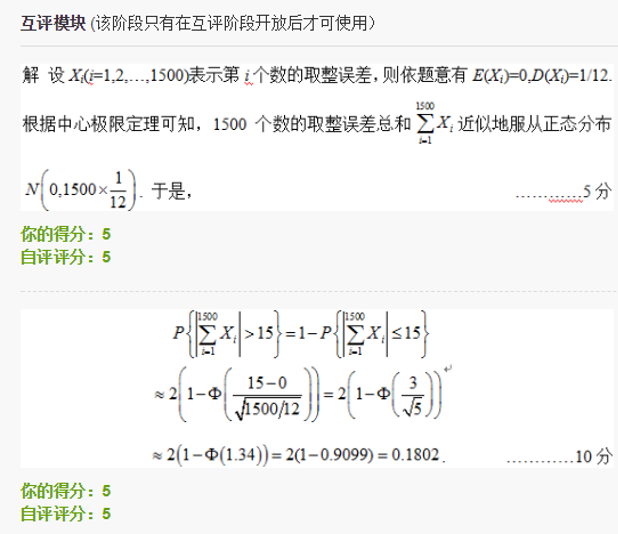 互评模块 (该阶段只有在互评阶段开放后才可使用)
解 设 Xᵢ(i=1,2,…,1500)表示第 i 个数的取整误差，则依题意有 E(Xᵢ)=0,D(Xᵢ)=1/12.
根据中心极限定理可知，1500 个数的取整误差总和 ∑_{i=1}^{1500} Xᵢ 近似地服从正态分布
N(0,1500×1/12). 于是， …………5 分
你的得分：5
自评评分：5
P{|∑_{i=1}^{1500} Xᵢ|>15}=1−P{|∑_{i=1}^{1500} Xᵢ|≤15}
≈2(1−Φ((15−0)/√(1500/12)))=2(1−Φ(3/√5))
≈2(1−Φ(1.34))=2(1−0.9099)=0.1802. …………10 分
你的得分：5
自评评分：5